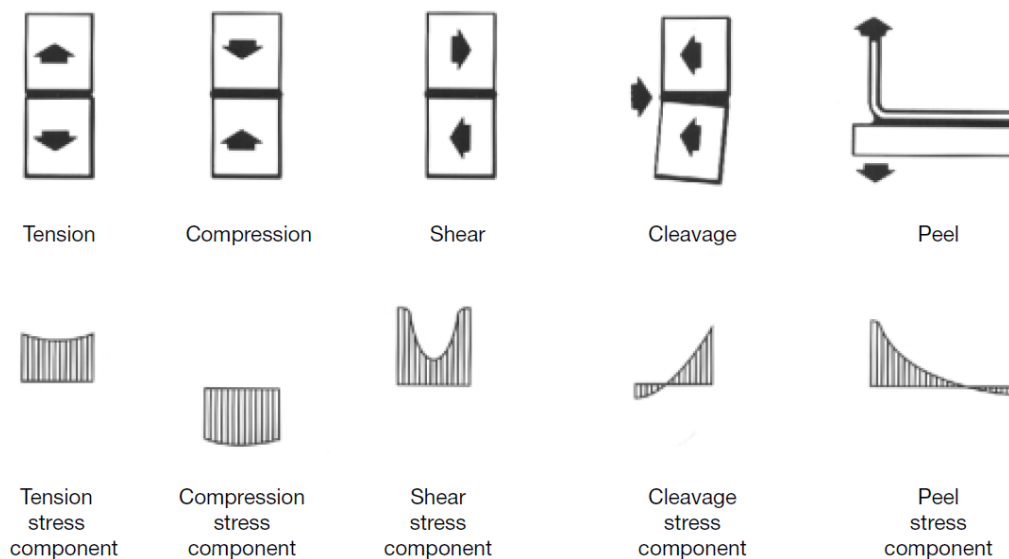 Tension
Compression
Shear
Cleavage
Peel
Tension
stress
component
Compression
stress
component
Shear
stress
component
Cleavage
stress
component
Peel
stress
component